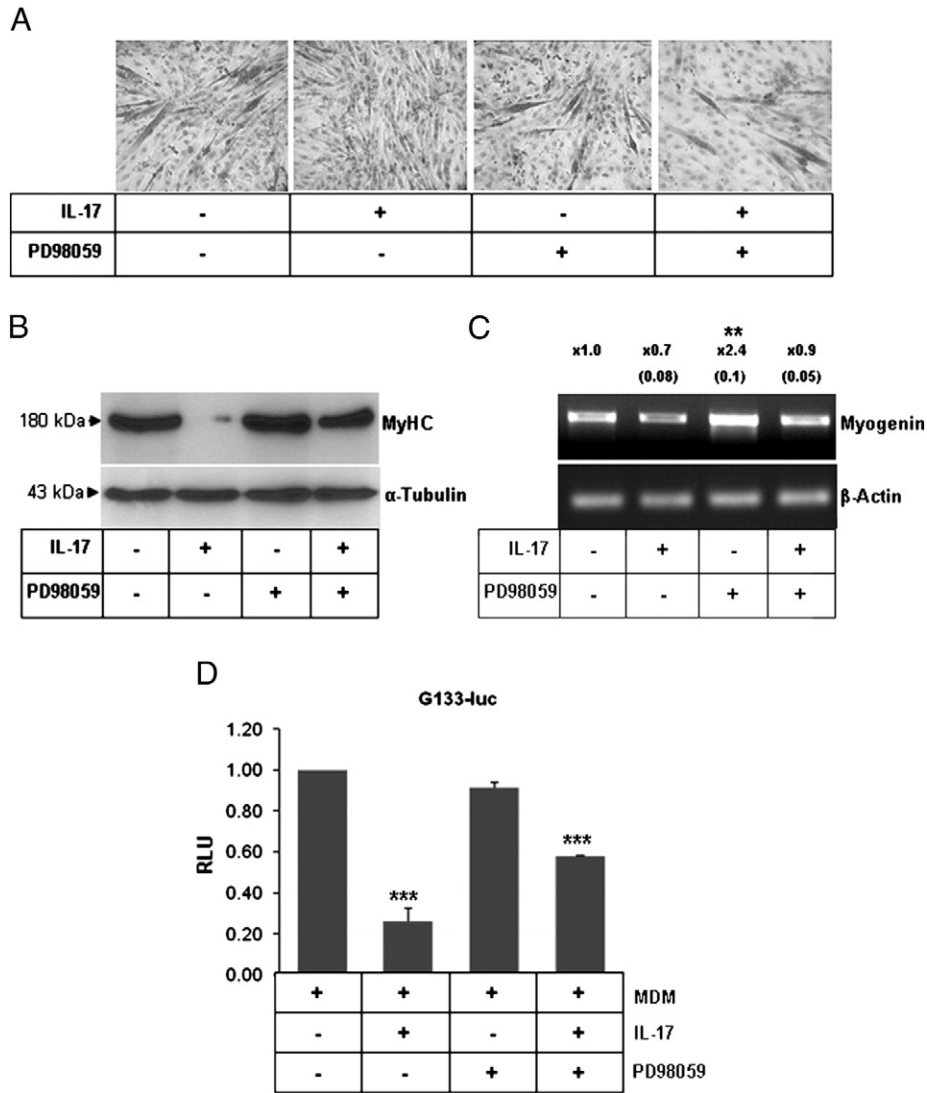 A
IL-17 - + - +
PD98059 - - + +
B
180 kDa MyHC
43 kDa α-Tubulin
IL-17 - + - +
PD98059 - - + +
C
**
x1.0 x0.7 x2.4 x0.9
(0.08) (0.1) (0.05)
Myogenin
β-Actin
IL-17 - + - +
PD98059 - - + +
D
G133-luc
1.20
1.00
0.80
0.60
0.40
0.20
0.00
RLU
***
***
+ + + + MDM
- + - + IL-17
- - + + PD98059